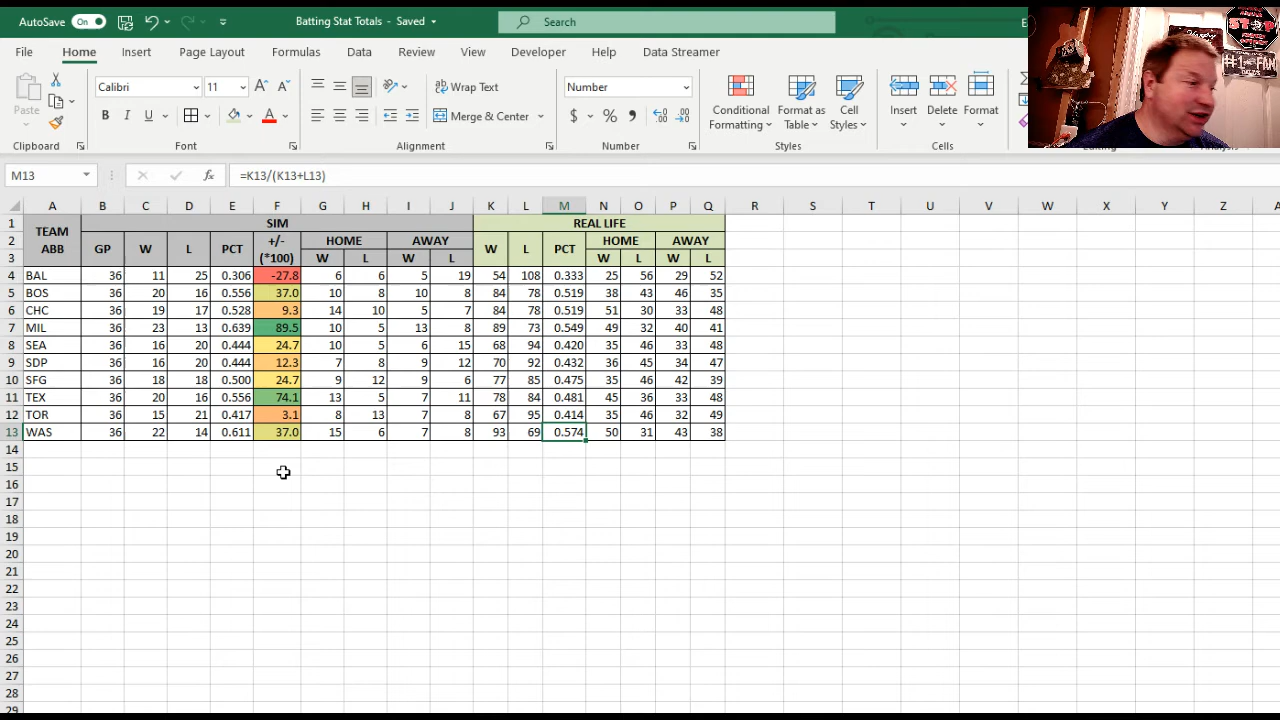 AutoSave On Batting Stat Totals - Saved Search
File Home Insert Page Layout Formulas Data Review View Developer Help Data Streamer
Paste Calibri 11 Wrap Text Number Conditional Formatting Format as Table Cell Styles Insert Delete Format
B I U A Merge & Center $ %
Clipboard Font Alignment Number Styles Cells
#1 FAN
M13 fx =K13/(K13+L13)
A B C D E F G H I J K L M N O P Q R S T U V W X Y Z
1 TEAM ABB SIM REAL LIFE
2 GP W L PCT +/- (*100) HOME AWAY W L PCT HOME AWAY
3 W L W L W L W L
4 BAL 36 11 25 0.306 -27.8 6 6 5 19 54 108 0.333 25 56 29 52
5 BOS 36 20 16 0.556 37.0 10 8 10 8 84 78 0.519 38 43 46 35
6 CHC 36 19 17 0.528 9.3 14 10 5 7 84 78 0.519 51 30 33 48
7 MIL 36 23 13 0.639 89.5 10 5 13 8 89 73 0.549 49 32 40 41
8 SEA 36 16 20 0.444 24.7 10 5 6 15 68 94 0.420 35 46 33 48
9 SDP 36 16 20 0.444 12.3 7 8 9 12 70 92 0.432 36 45 34 47
10 SFG 36 18 18 0.500 24.7 9 12 9 6 77 85 0.475 35 46 42 39
11 TEX 36 20 16 0.556 74.1 13 5 7 11 78 84 0.481 45 36 33 48
12 TOR 36 15 21 0.417 3.1 8 13 7 8 67 95 0.414 35 46 32 49
13 WAS 36 22 14 0.611 37.0 15 6 7 8 93 69 0.574 50 31 43 38
14
15
16
17
18
19
20
21
22
23
24
25
26
27
28
29